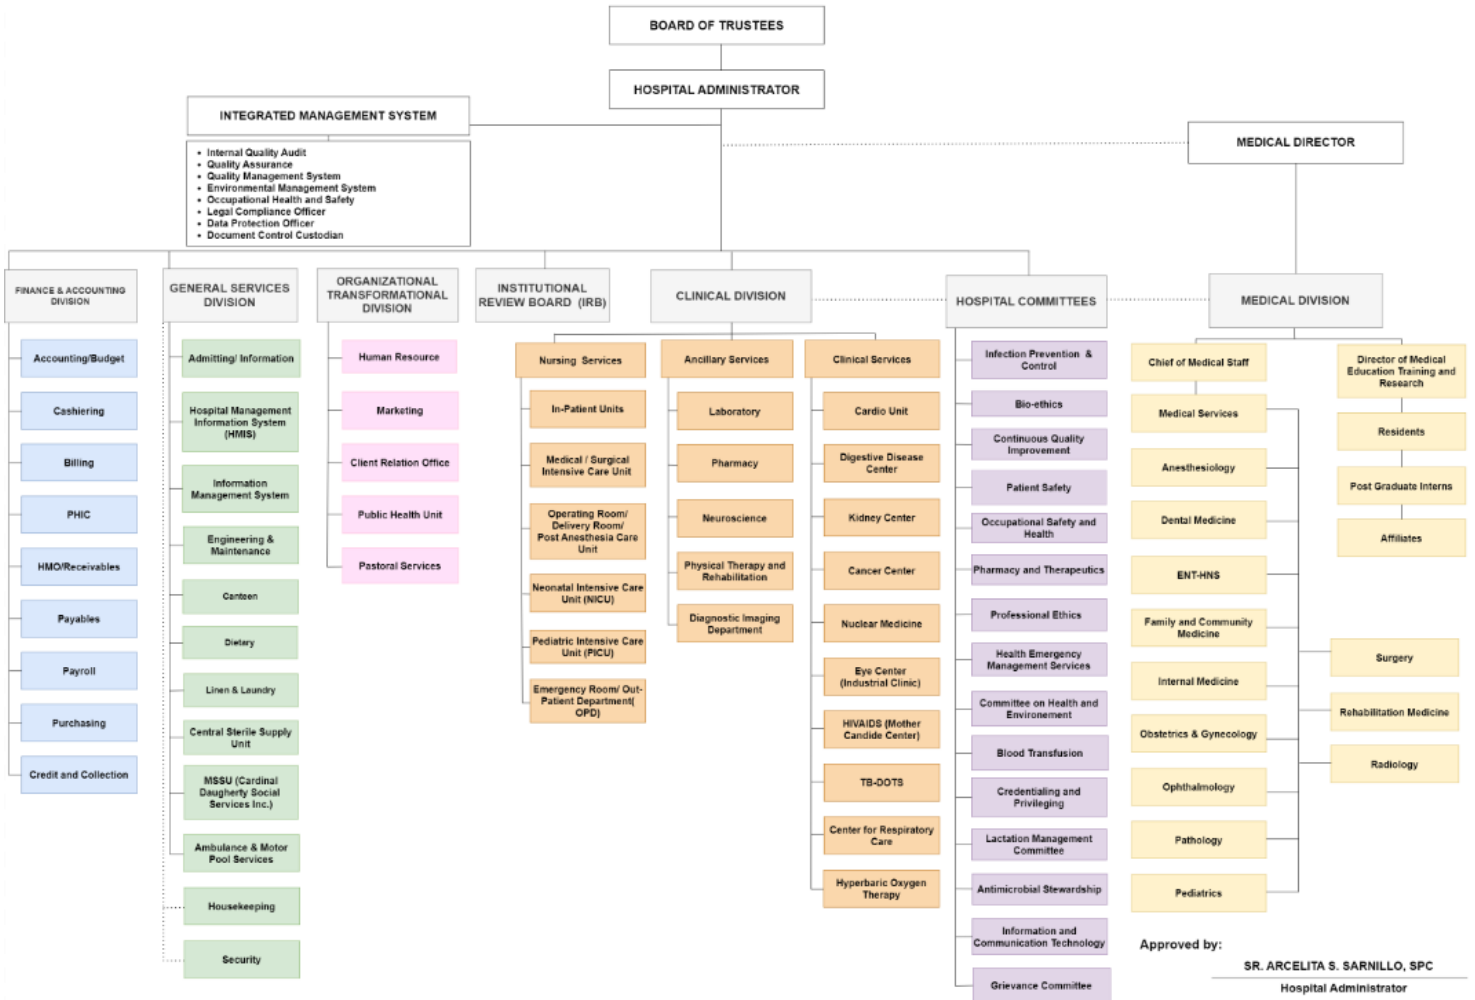 BOARD OF TRUSTEES
HOSPITAL ADMINISTRATOR
INTEGRATED MANAGEMENT SYSTEM
• Internal Quality Audit
• Quality Assurance
• Quality Management System
• Environmental Management System
• Occupational Health and Safety
• Legal Compliance Officer
• Data Protection Officer
• Document Control Custodian
MEDICAL DIRECTOR
FINANCE & ACCOUNTING
DIVISION
Accounting/Budget
Cashiering
Billing
PHIC
HMO/Receivables
Payables
Payroll
Purchasing
Credit and Collection
GENERAL SERVICES
DIVISION
Admitting/ Information
Hospital Management
Information System
(HMIS)
Information
Management System
Engineering &
Maintenance
Canteen
Dietary
Linen & Laundry
Central Sterile Supply
Unit
MSSU (Cardinal
Daugherty Social
Services Inc.)
Ambulance & Motor
Pool Services
Housekeeping
Security
ORGANIZATIONAL
TRANSFORMATIONAL
DIVISION
Human Resource
Marketing
Client Relation Office
Public Health Unit
Pastoral Services
INSTITUTIONAL
REVIEW BOARD (IRB)
CLINICAL DIVISION
Nursing Services
In-Patient Units
Medical / Surgical
Intensive Care Unit
Operating Room/
Delivery Room/
Post Anesthesia Care
Unit
Neonatal Intensive Care
Unit (NICU)
Pediatric Intensive Care
Unit (PICU)
Emergency Room/ Out-
Patient Department(
OPD)
Ancillary Services
Laboratory
Pharmacy
Neuroscience
Physical Therapy and
Rehabilitation
Diagnostic Imaging
Department
Clinical Services
Cardio Unit
Digestive Disease
Center
Kidney Center
Cancer Center
Nuclear Medicine
Eye Center
(Industrial Clinic)
HIVAIDS (Mother
Candide Center)
TB-DOTS
Center for Respiratory
Care
Hyperbaric Oxygen
Therapy
HOSPITAL COMMITTEES
Infection Prevention &
Control
Bio-ethics
Continuous Quality
Improvement
Patient Safety
Occupational Safety and
Health
Pharmacy and Therapeutics
Professional Ethics
Health Emergency
Management Services
Committee on Health and
Environement
Blood Transfusion
Credentialing and
Privileging
Lactation Management
Committee
Antimicrobial Stewardship
Information and
Communication Technology
Grievance Committee
MEDICAL DIVISION
Chief of Medical Staff
Medical Services
Anesthesiology
Dental Medicine
ENT-HNS
Family and Community
Medicine
Internal Medicine
Obstetrics & Gynecology
Ophthalmology
Pathology
Pediatrics
Director of Medical
Education Training and
Research
Residents
Post Graduate Interns
Affiliates
Surgery
Rehabilitation Medicine
Radiology
Approved by:
SR. ARCELITA S. SARNILLO, SPC
Hospital Administrator